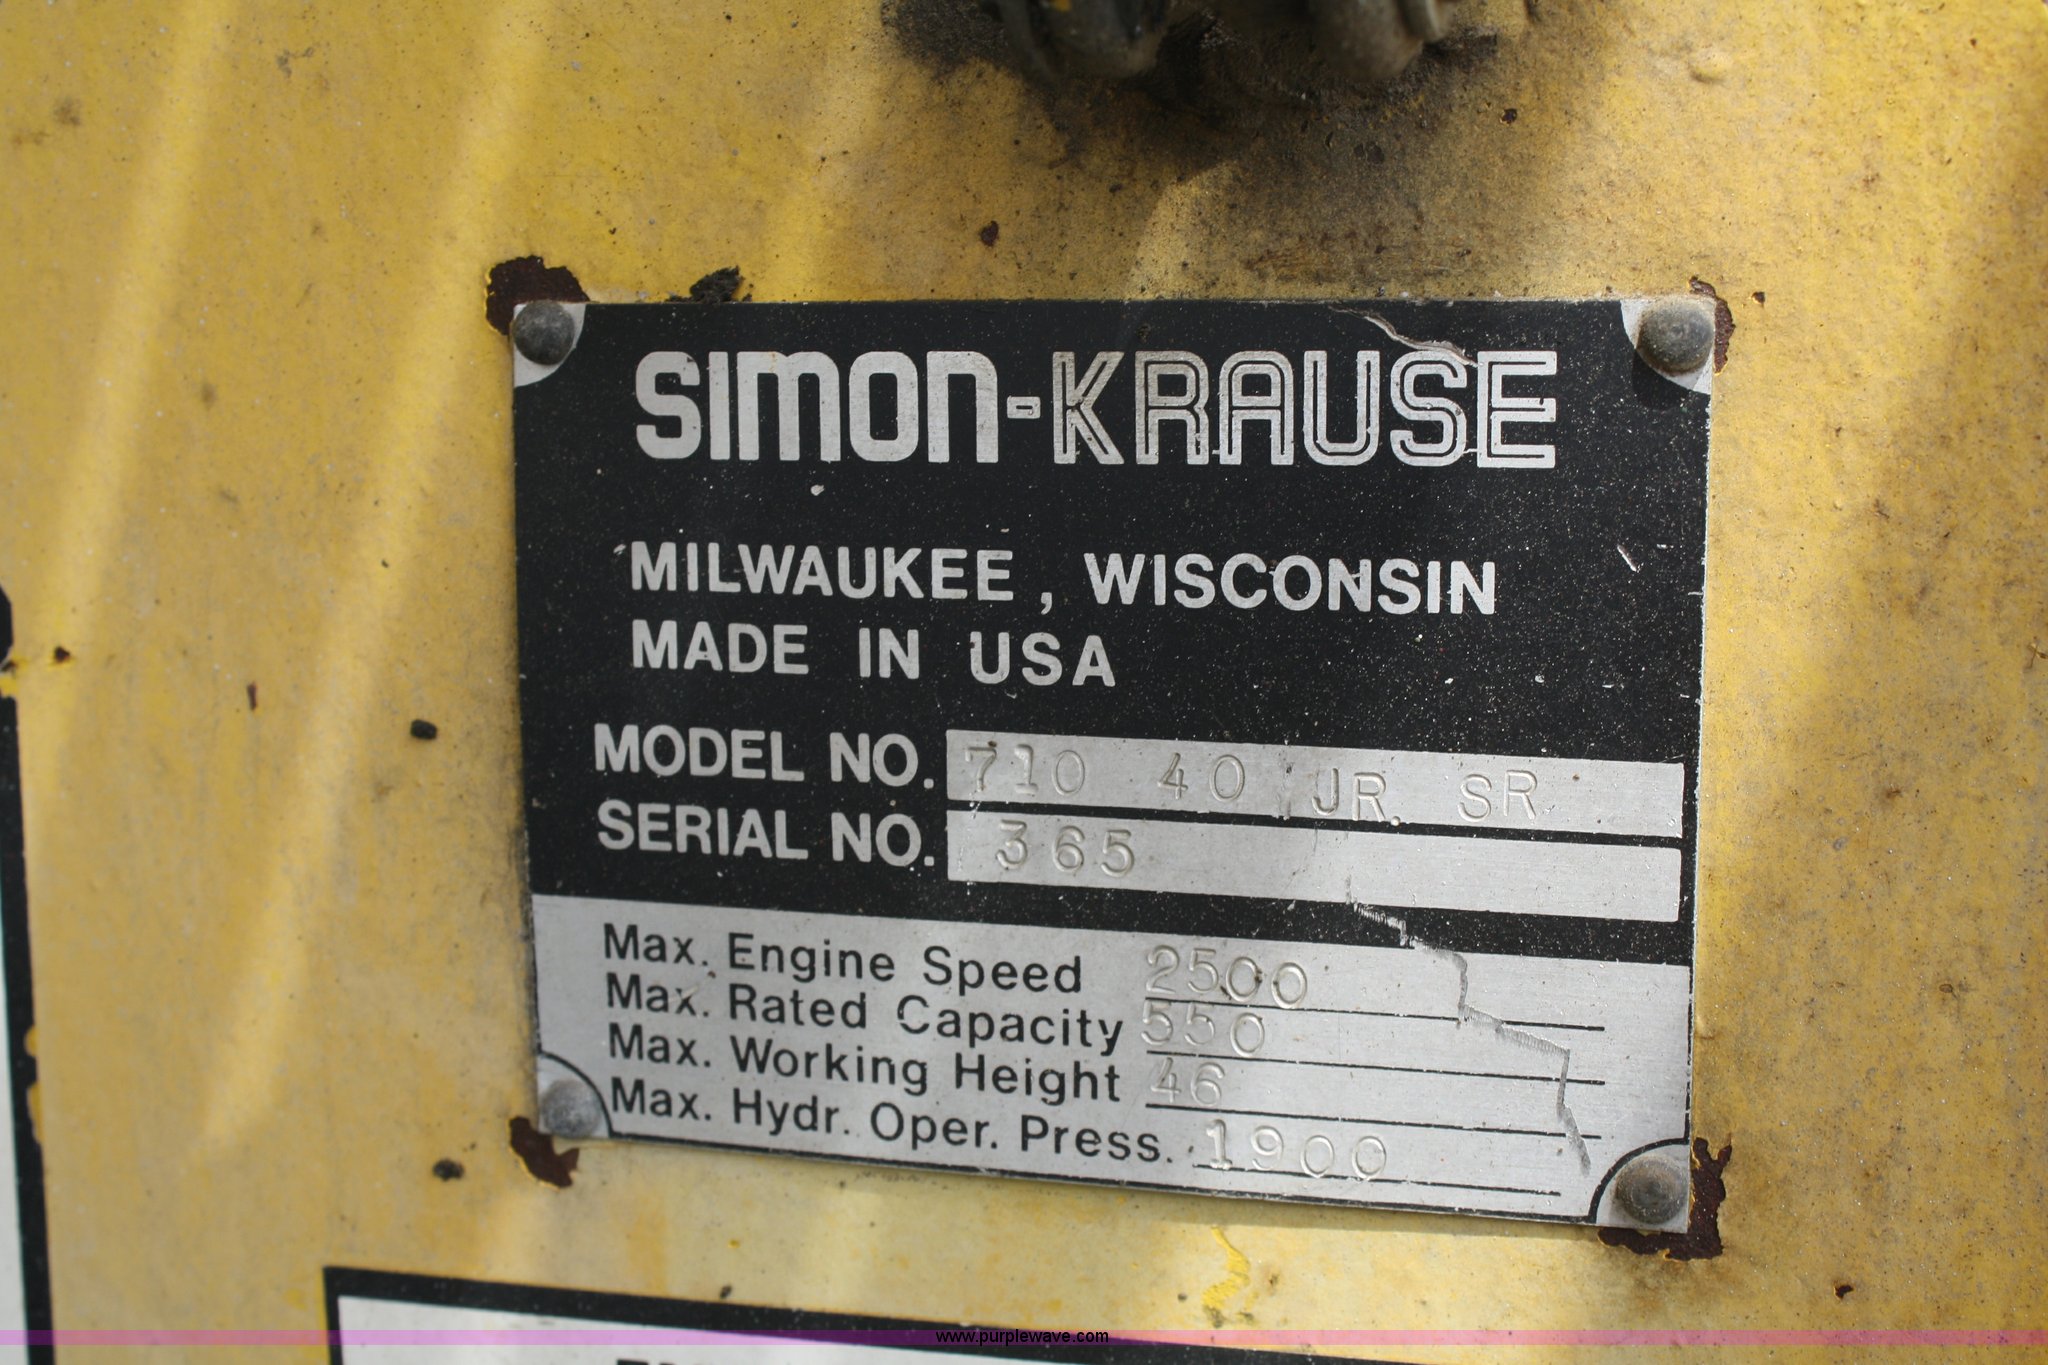 SIMON-KRAUSE
MILWAUKEE, WISCONSIN
MADE IN USA
MODEL NO. 710 40 JR. SR
SERIAL NO. 365
Max. Engine Speed 2500
Max. Rated Capacity 550
Max. Working Height 46
Max. Hydr. Oper. Press. 1900
www.purplewave.com